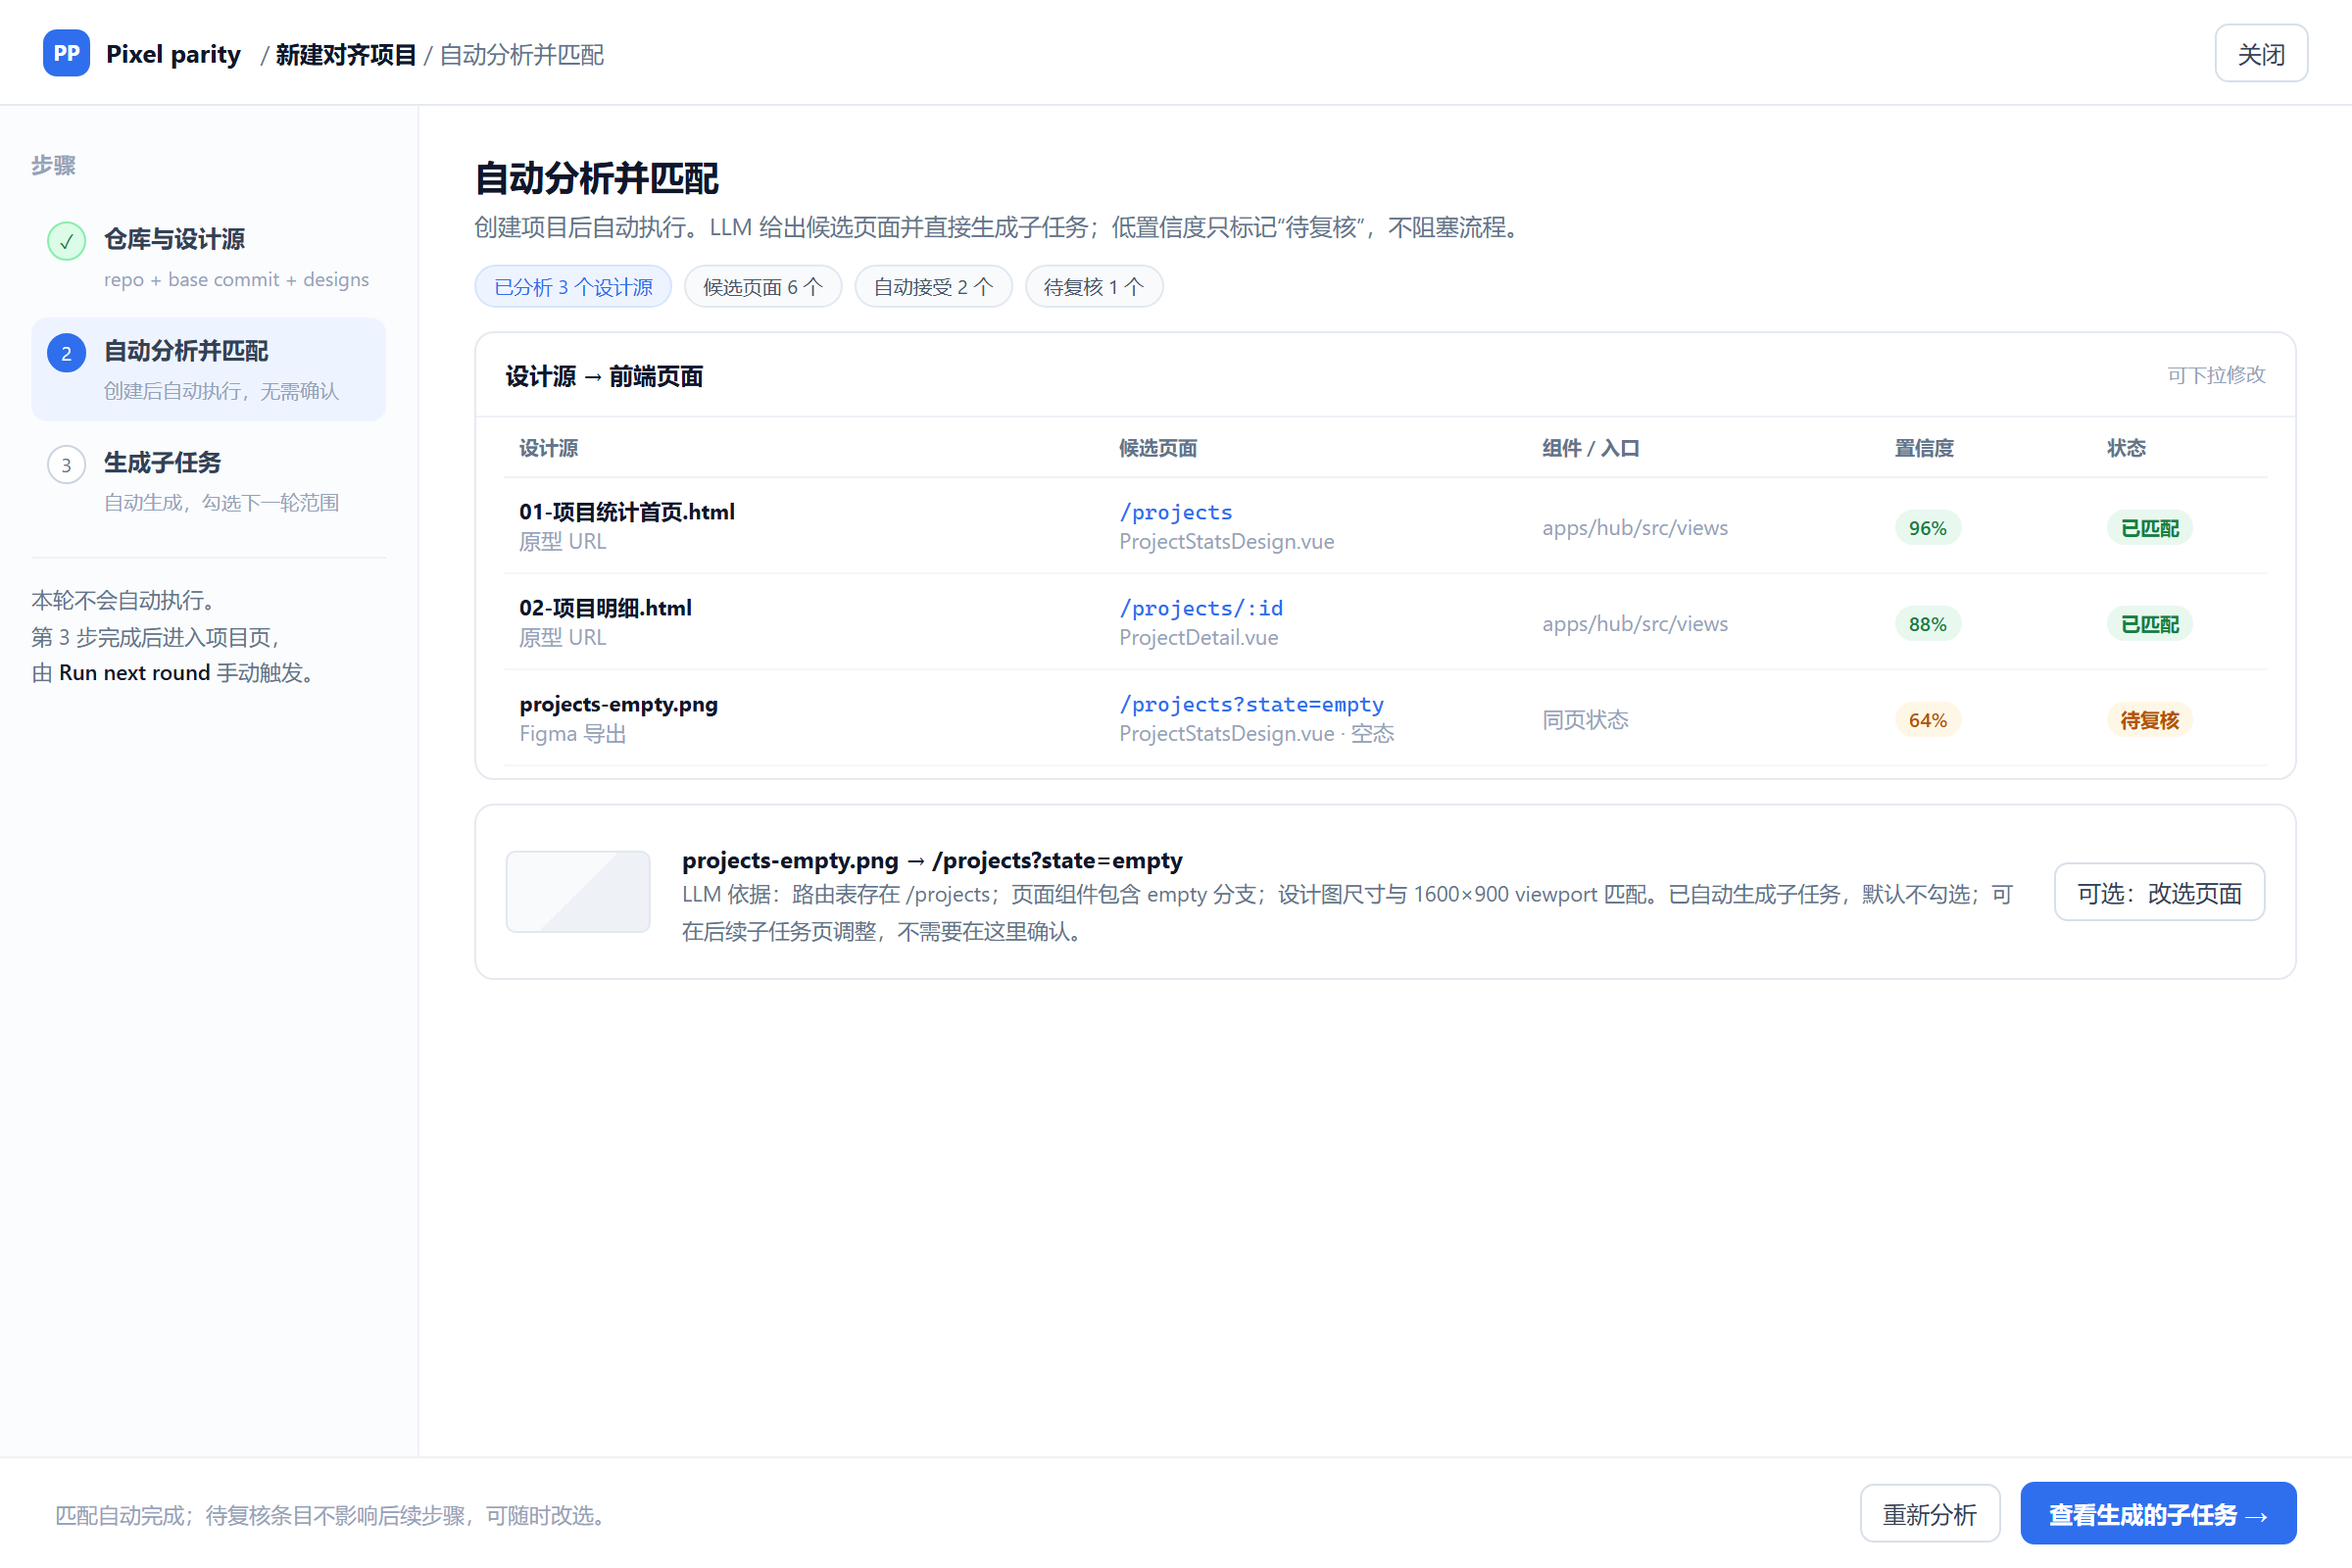 PP Pixel parity / 新建对齐项目 / 自动分析并匹配
关闭
步骤
✓ 仓库与设计源
repo + base commit + designs
2 自动分析并匹配
创建后自动执行，无需确认
3 生成子任务
自动生成，勾选下一轮范围
本轮不会自动执行。
第 3 步完成后进入项目页，
由 Run next round 手动触发。
自动分析并匹配
创建项目后自动执行。LLM 给出候选页面并直接生成子任务；低置信度只标记“待复核”，不阻塞流程。
已分析 3 个设计源 候选页面 6 个 自动接受 2 个 待复核 1 个
设计源 → 前端页面 可下拉修改
设计源 候选页面 组件 / 入口 置信度 状态
01-项目统计首页.html /projects
原型 URL ProjectStatsDesign.vue apps/hub/src/views 96% 已匹配
02-项目明细.html /projects/:id
原型 URL ProjectDetail.vue apps/hub/src/views 88% 已匹配
projects-empty.png /projects?state=empty
Figma 导出 ProjectStatsDesign.vue · 空态 同页状态 64% 待复核
projects-empty.png → /projects?state=empty
LLM 依据：路由表存在 /projects；页面组件包含 empty 分支；设计图尺寸与 1600×900 viewport 匹配。已自动生成子任务，默认不勾选；可
在后续子任务页调整，不需要在这里确认。
可选：改选页面
匹配自动完成；待复核条目不影响后续步骤，可随时改选。
重新分析 查看生成的子任务 →